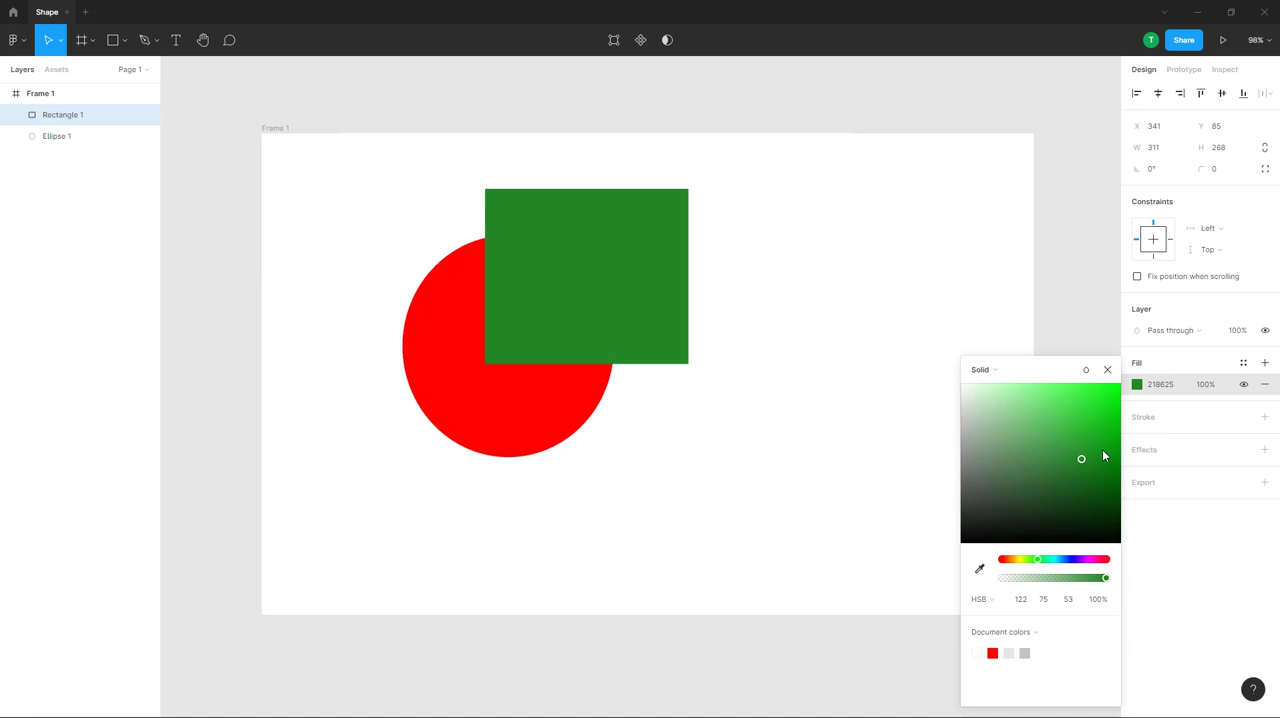 Shape
T
Share
98%
Layers
Assets
Page 1
Design
Prototype
Inspect
Frame 1
Rectangle 1
Ellipse 1
Frame 1
X 341 Y 85
W 311 H 268
0° 0
Constraints
Left
Top
Fix position when scrolling
Layer
Pass through 100%
Fill
218625 100%
Stroke
Effects
Export
Solid
HSB 122 75 53 100%
Document colors
?